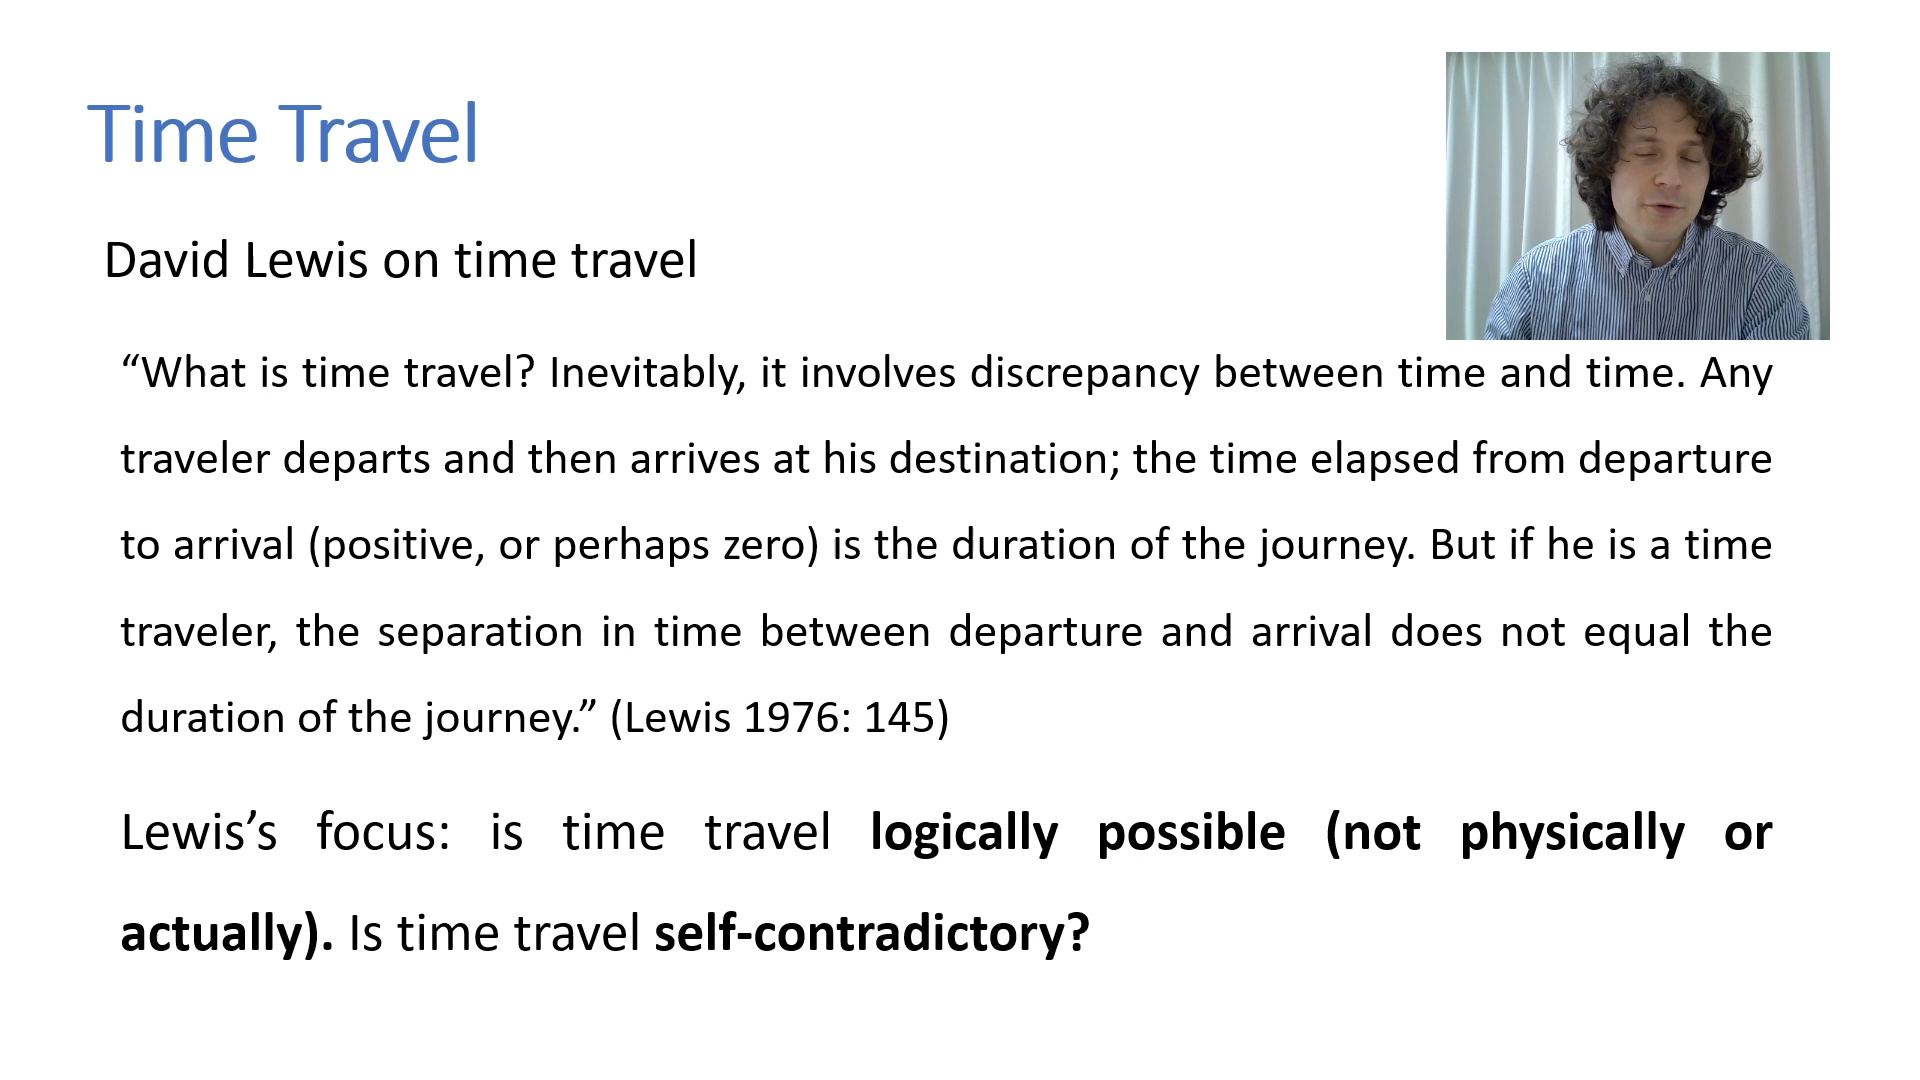 Time Travel
David Lewis on time travel
“What is time travel? Inevitably, it involves discrepancy between time and time. Any
traveler departs and then arrives at his destination; the time elapsed from departure
to arrival (positive, or perhaps zero) is the duration of the journey. But if he is a time
traveler, the separation in time between departure and arrival does not equal the
duration of the journey.” (Lewis 1976: 145)
Lewis’s focus: is time travel logically possible (not physically or
actually). Is time travel self-contradictory?